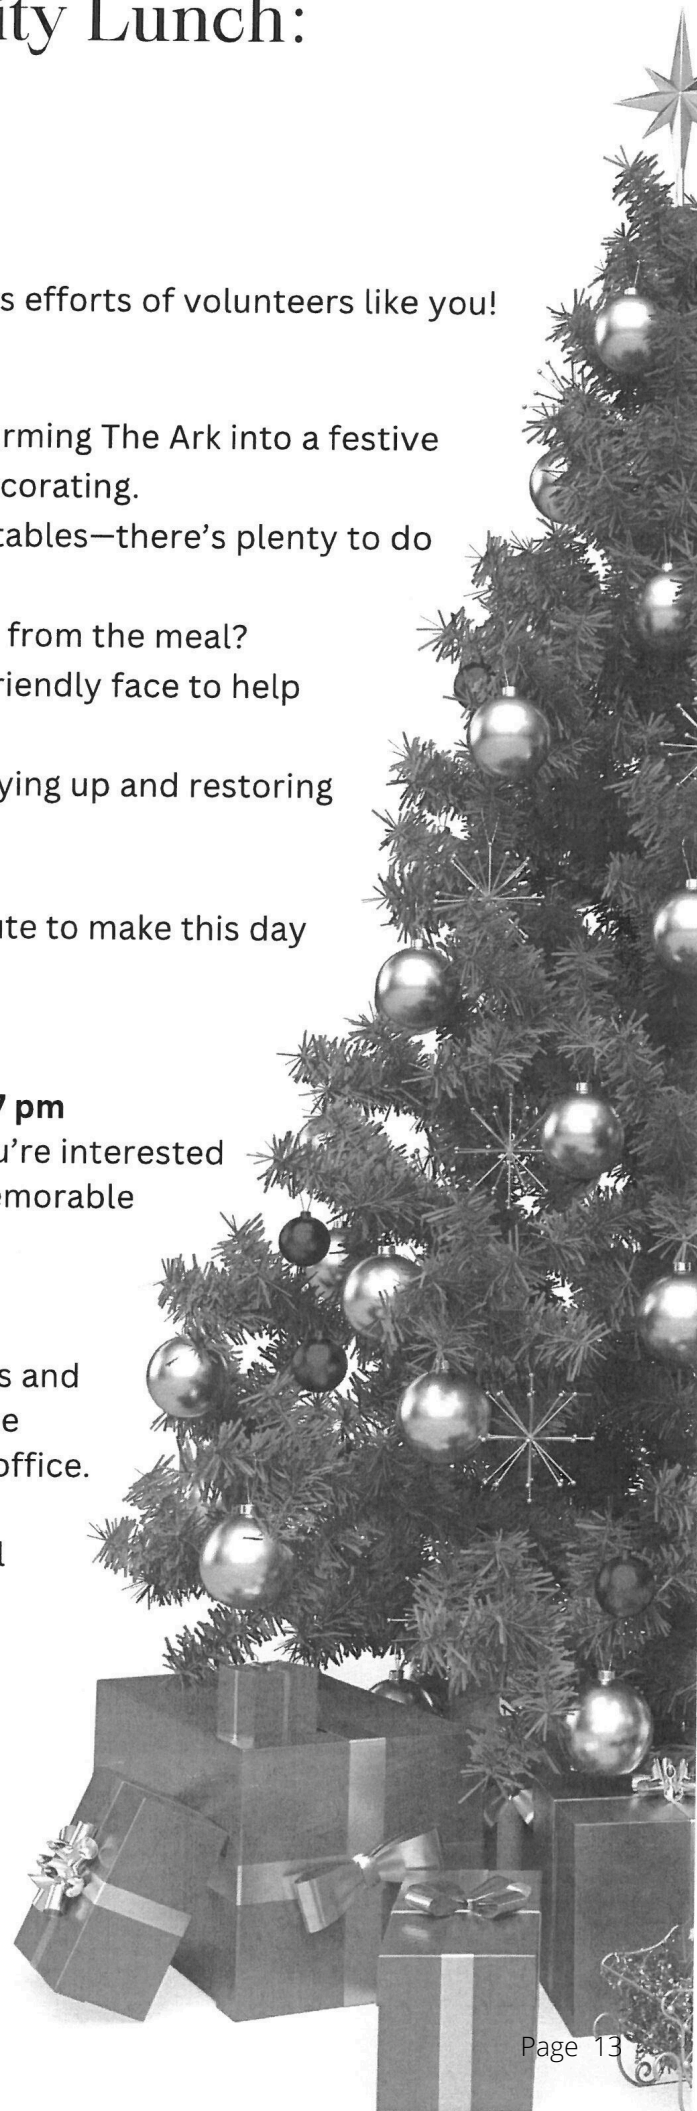 ity Lunch:
s efforts of volunteers like you!
rming The Ark into a festive
corating.
tables—there's plenty to do
from the meal?
riendly face to help
ying up and restoring
ute to make this day
7 pm
u're interested
emorable
s and
e
office.
l
Page 13